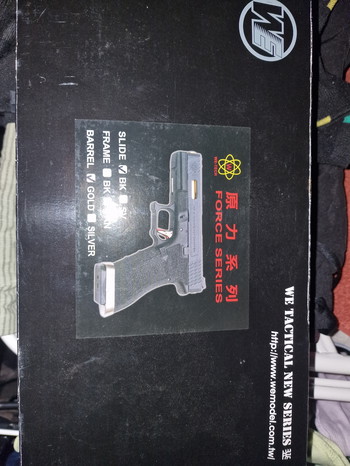 WE
原力系列
FORCE SERIES
SLIDE BK
FRAME BK
BARREL GOLD SILVER
WE TACTICAL NEW SERIES
http://www.wemodel.com.tw/